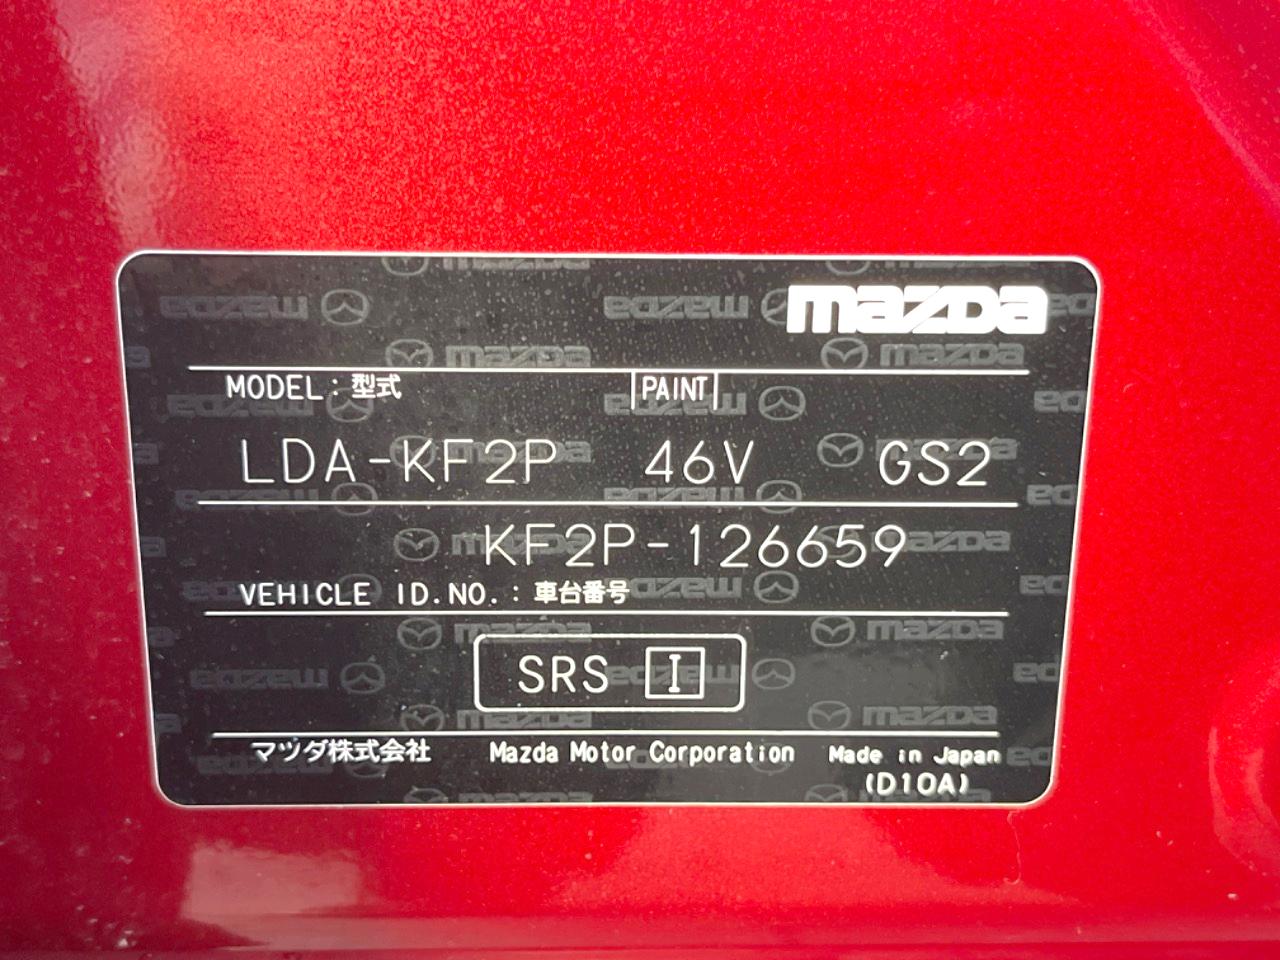 mazda
MODEL : 型式 PAINT
LDA-KF2P 46V GS2
KF2P-126659
VEHICLE ID.NO. : 車台番号
SRS I
マツダ株式会社 Mazda Motor Corporation Made in Japan
(D10A)